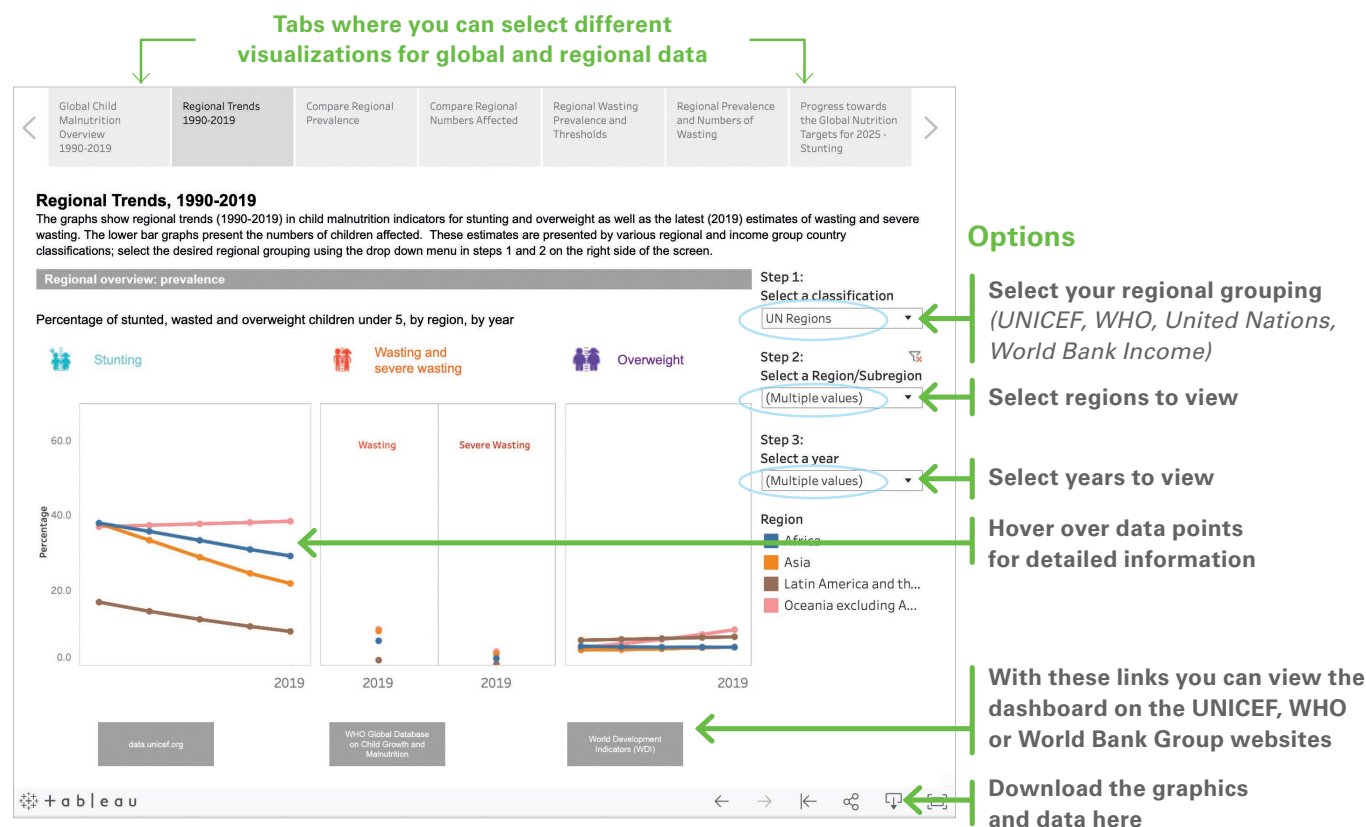 Tabs where you can select different
visualizations for global and regional data
Global Child
Malnutrition
Overview
1990-2019
Regional Trends
1990-2019
Compare Regional
Prevalence
Compare Regional
Numbers Affected
Regional Wasting
Prevalence and
Thresholds
Regional Prevalence
and Numbers of
Wasting
Progress towards
the Global Nutrition
Targets for 2025 -
Stunting
Regional Trends, 1990-2019
The graphs show regional trends (1990-2019) in child malnutrition indicators for stunting and overweight as well as the latest (2019) estimates of wasting and severe
wasting. The lower bar graphs present the numbers of children affected. These estimates are presented by various regional and income group country
classifications; select the desired regional grouping using the drop down menu in steps 1 and 2 on the right side of the screen.
Regional overview: prevalence
Percentage of stunted, wasted and overweight children under 5, by region, by year
Stunting
Wasting and
severe wasting
Overweight
Percentage
60.0
40.0
20.0
0.0
Wasting
Severe Wasting
2019
2019
2019
2019
Step 1:
Select a classification
UN Regions
Step 2:
Select a Region/Subregion
(Multiple values)
Step 3:
Select a year
(Multiple values)
Region
Africa
Asia
Latin America and th...
Oceania excluding A...
data.unicef.org
WHO Global Database
on Child Growth and
Malnutrition
World Development
Indicators (WDI)
+ a b l e a u
Options
Select your regional grouping
(UNICEF, WHO, United Nations,
World Bank Income)
Select regions to view
Select years to view
Hover over data points
for detailed information
With these links you can view the
dashboard on the UNICEF, WHO
or World Bank Group websites
Download the graphics
and data here